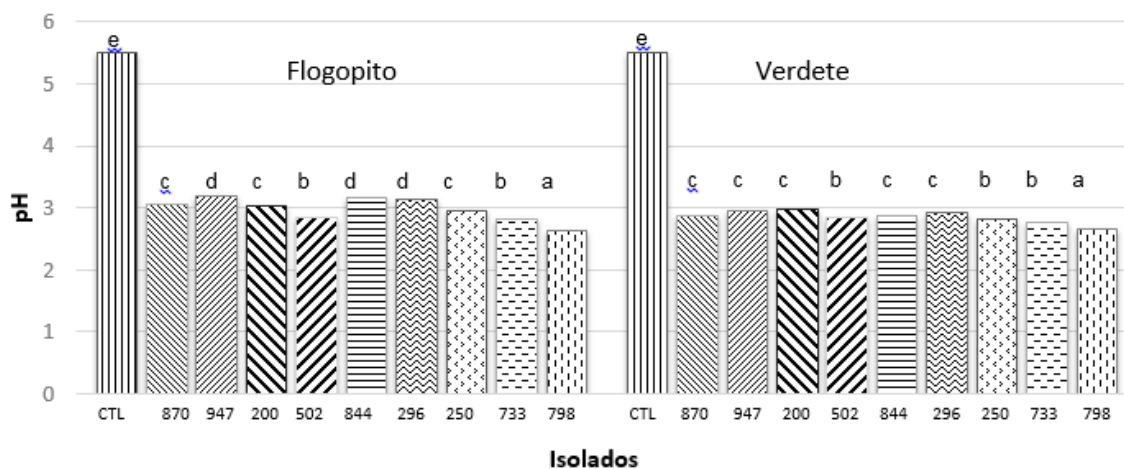 6
5
4
3
2
1
0
pH
Flogopito
Verdete
e
c d c b d d c b a
e
c c c b c c b b a
CTL 870 947 200 502 844 296 250 733 798
CTL 870 947 200 502 844 296 250 733 798
Isolados